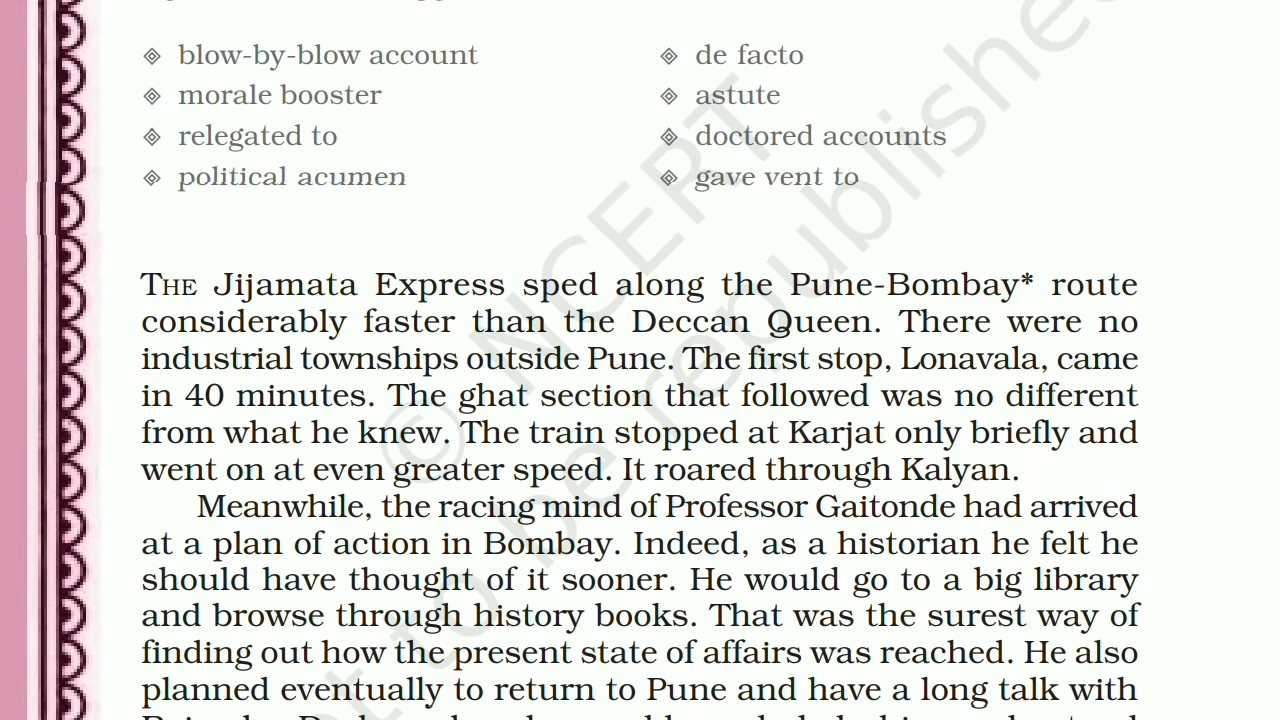 blow-by-blow account
de facto
morale booster
astute
relegated to
doctored accounts
political acumen
gave vent to
THE Jijamata Express sped along the Pune-Bombay* route
considerably faster than the Deccan Queen. There were no
industrial townships outside Pune. The first stop, Lonavala, came
in 40 minutes. The ghat section that followed was no different
from what he knew. The train stopped at Karjat only briefly and
went on at even greater speed. It roared through Kalyan.
Meanwhile, the racing mind of Professor Gaitonde had arrived
at a plan of action in Bombay. Indeed, as a historian he felt he
should have thought of it sooner. He would go to a big library
and browse through history books. That was the surest way of
finding out how the present state of affairs was reached. He also
planned eventually to return to Pune and have a long talk with
© NCERT
to be republished